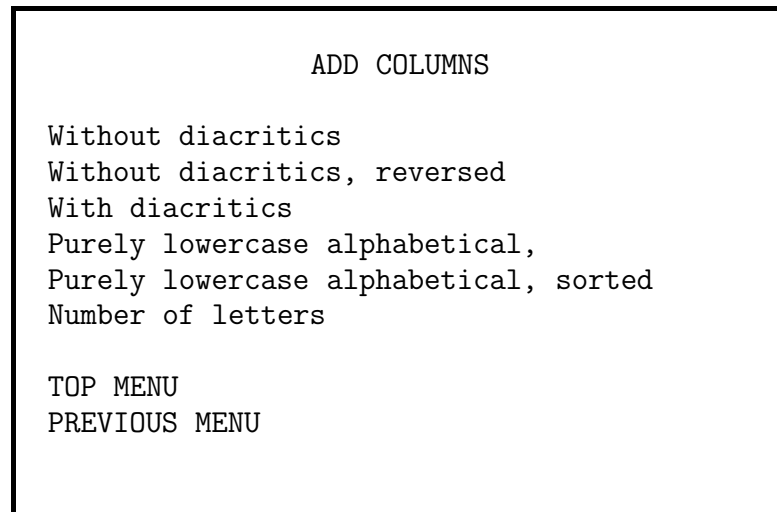 ADD COLUMNS
Without diacritics
Without diacritics, reversed
With diacritics
Purely lowercase alphabetical,
Purely lowercase alphabetical, sorted
Number of letters
TOP MENU
PREVIOUS MENU